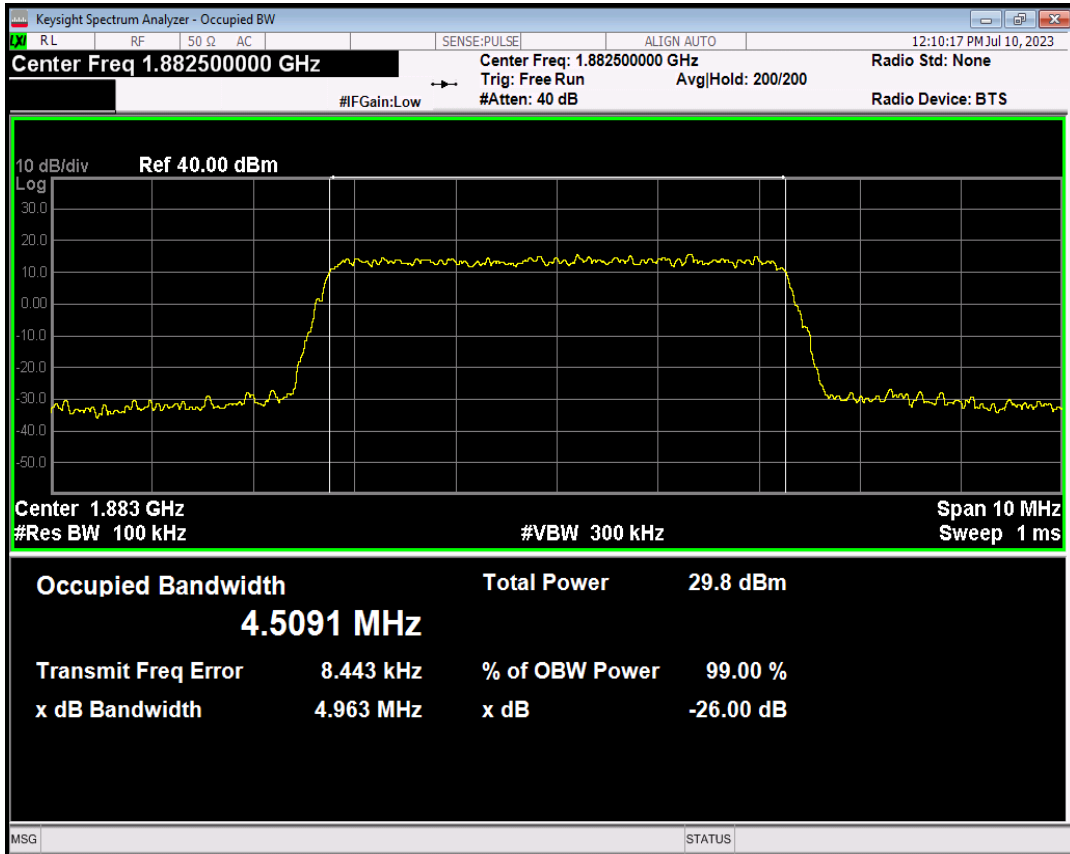 Keysight Spectrum Analyzer - Occupied BW
LXI RL RF 50 Ω AC SENSE:PULSE ALIGN AUTO 12:10:17 PM Jul 10, 2023
Center Freq 1.882500000 GHz
Center Freq: 1.882500000 GHz Radio Std: None
Trig: Free Run Avg|Hold: 200/200
#IFGain:Low #Atten: 40 dB Radio Device: BTS
10 dB/div Ref 40.00 dBm
Log
30.0
20.0
10.0
0.00
-10.0
-20.0
-30.0
-40.0
-50.0
Center 1.883 GHz Span 10 MHz
#Res BW 100 kHz #VBW 300 kHz Sweep 1 ms
Occupied Bandwidth Total Power 29.8 dBm
4.5091 MHz
Transmit Freq Error 8.443 kHz % of OBW Power 99.00 %
x dB Bandwidth 4.963 MHz x dB -26.00 dB
MSG STATUS